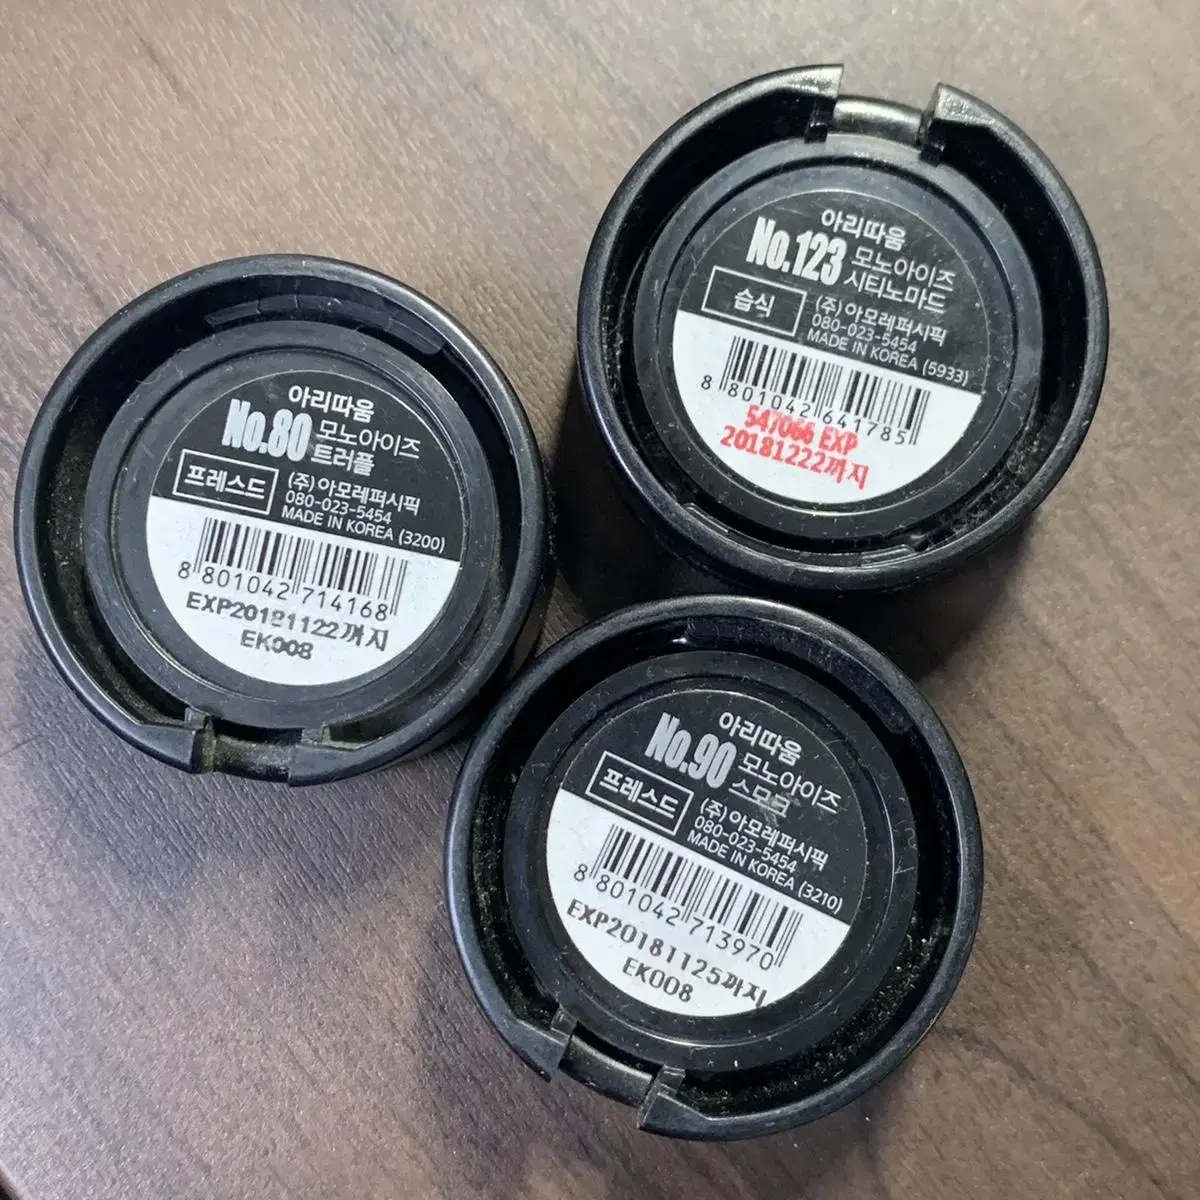 아리따움
No.80 모노아이즈
트러플
프레스드
(주)아모레퍼시픽
080-023-5454
MADE IN KOREA (3200)
8 801042 714168
EXP20181122까지
EK008
아리따움
No.123 모노아이즈
시티노마드
습식
(주)아모레퍼시픽
080-023-5454
MADE IN KOREA (5933)
8 801042 641785
547066 EXP
20181222까지
아리따움
No.90 모노아이즈
스모크
프레스드
(주)아모레퍼시픽
080-023-5454
MADE IN KOREA (3210)
8 801042 713970
EXP20181125까지
EK008